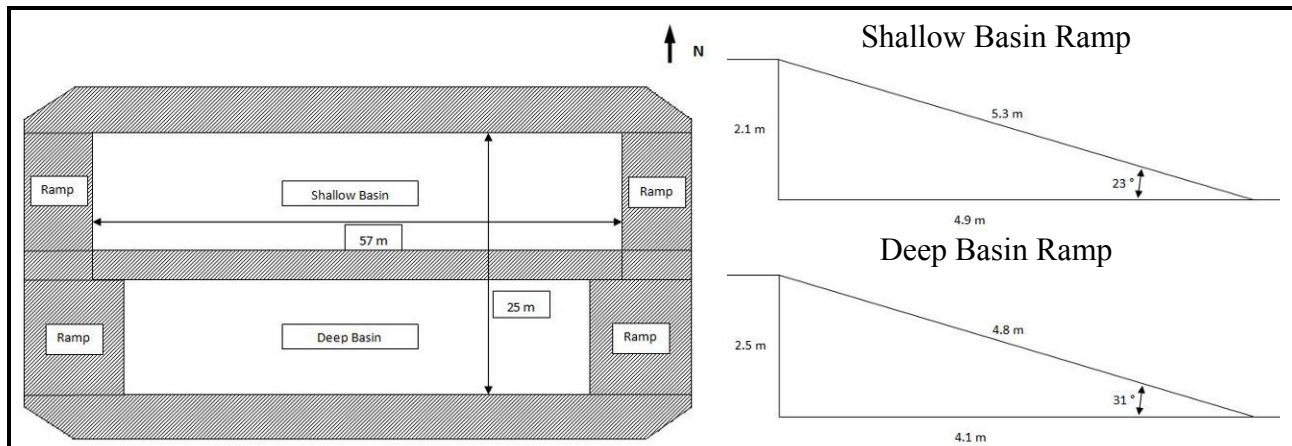 N
Ramp
Shallow Basin
Ramp
57 m
25 m
Ramp
Deep Basin
Ramp
Shallow Basin Ramp
5.3 m
2.1 m
23 °
4.9 m
Deep Basin Ramp
4.8 m
2.5 m
31 °
4.1 m